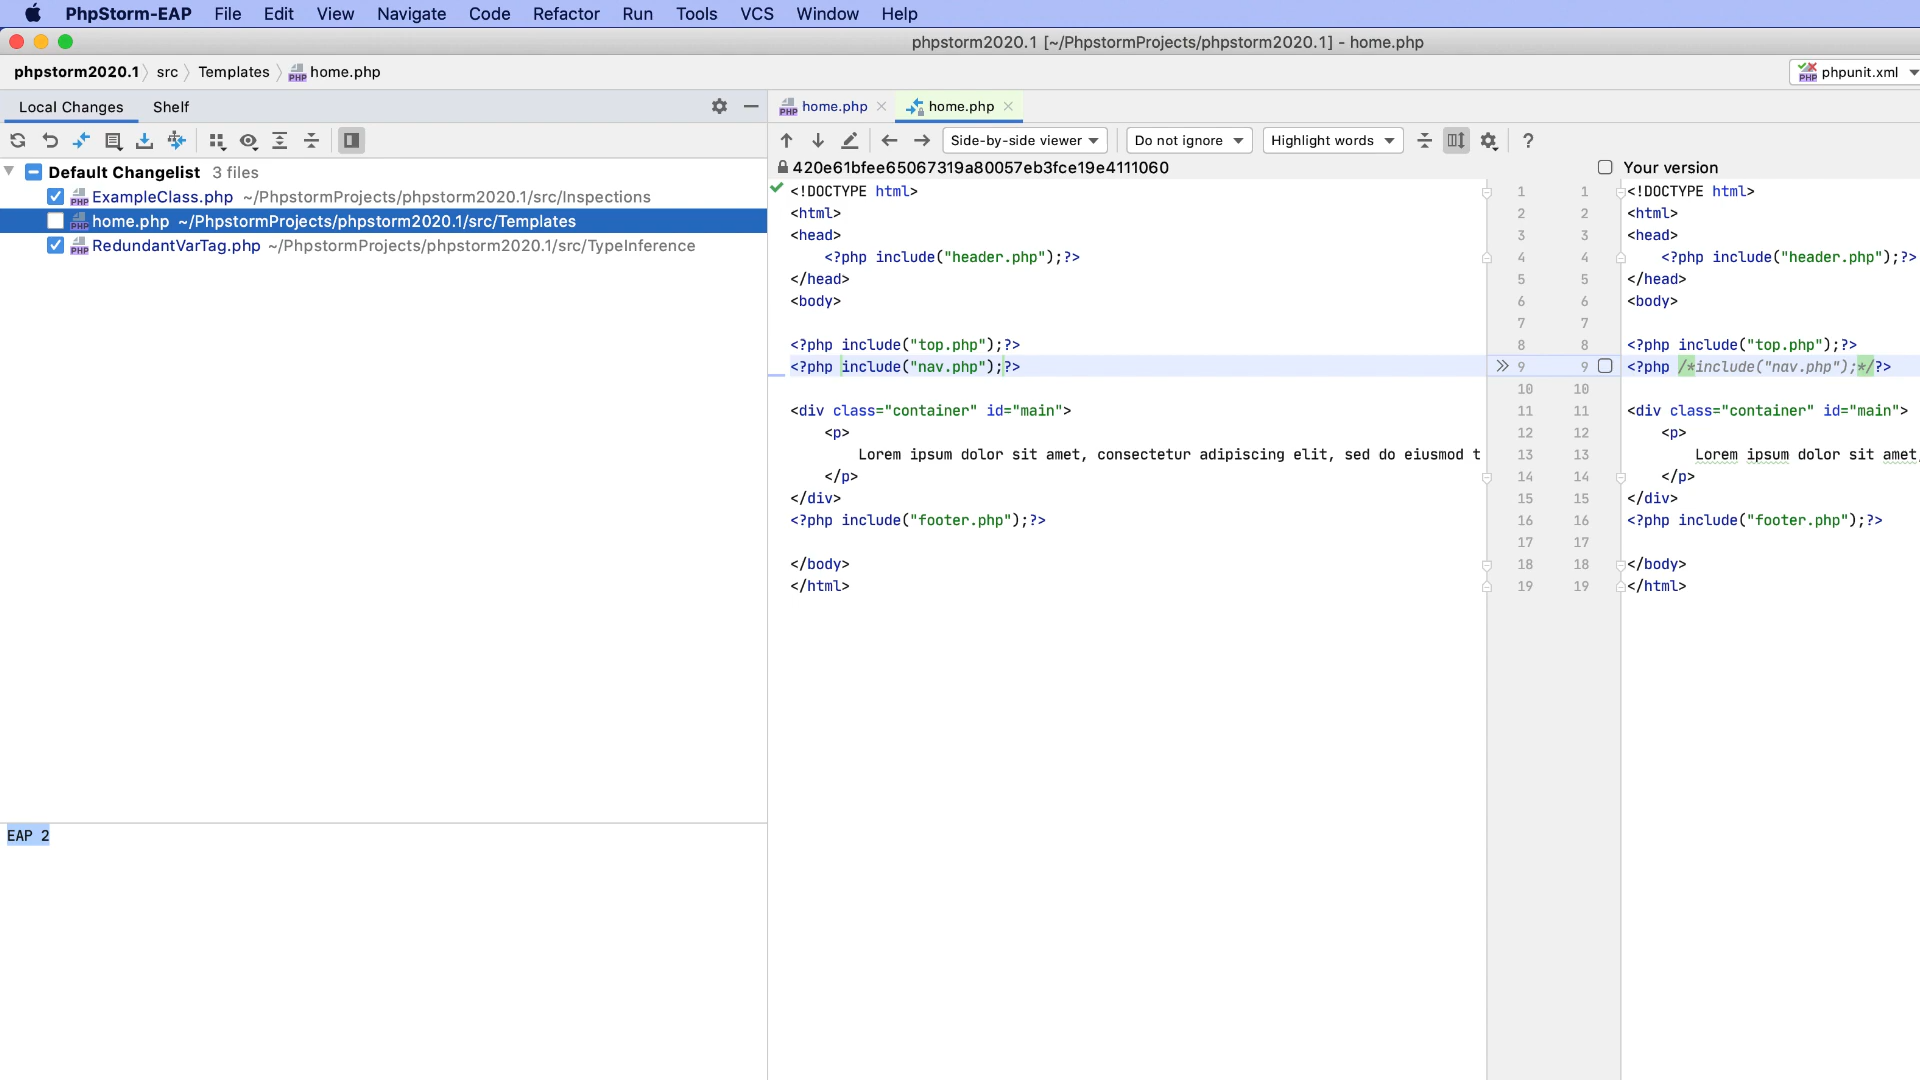 PhpStorm-EAP File Edit View Navigate Code Refactor Run Tools VCS Window Help
phpstorm2020.1 [~/PhpstormProjects/phpstorm2020.1] - home.php
phpstorm2020.1 src Templates home.php
phpunit.xml
Local Changes Shelf
Default Changelist 3 files
ExampleClass.php ~/PhpstormProjects/phpstorm2020.1/src/Inspections
home.php ~/PhpstormProjects/phpstorm2020.1/src/Templates
RedundantVarTag.php ~/PhpstormProjects/phpstorm2020.1/src/TypeInference
EAP 2
home.php home.php
Side-by-side viewer Do not ignore Highlight words ?
420e61bfee65067319a80057eb3fce19e4111060 Your version
<!DOCTYPE html> 1 1 <!DOCTYPE html>
<html> 2 2 <html>
<head> 3 3 <head>
<?php include("header.php");?> 4 4 <?php include("header.php");?>
</head> 5 5 </head>
<body> 6 6 <body>
7 7
<?php include("top.php");?> 8 8 <?php include("top.php");?>
<?php include("nav.php");?> 9 9 <?php /*include("nav.php");*/?>
10 10
<div class="container" id="main"> 11 11 <div class="container" id="main">
<p> 12 12 <p>
Lorem ipsum dolor sit amet, consectetur adipiscing elit, sed do eiusmod t 13 13 Lorem ipsum dolor sit amet,
</p> 14 14 </p>
</div> 15 15 </div>
<?php include("footer.php");?> 16 16 <?php include("footer.php");?>
17 17
</body> 18 18 </body>
</html> 19 19 </html>